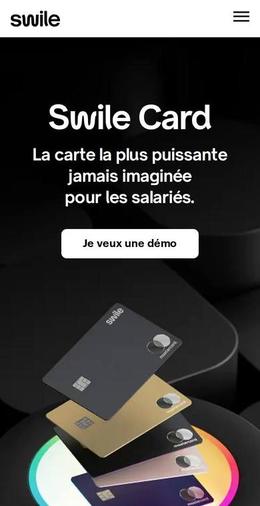 swile
Swile Card
La carte la plus puissante
jamais imaginée
pour les salariés.
Je veux une démo
swile